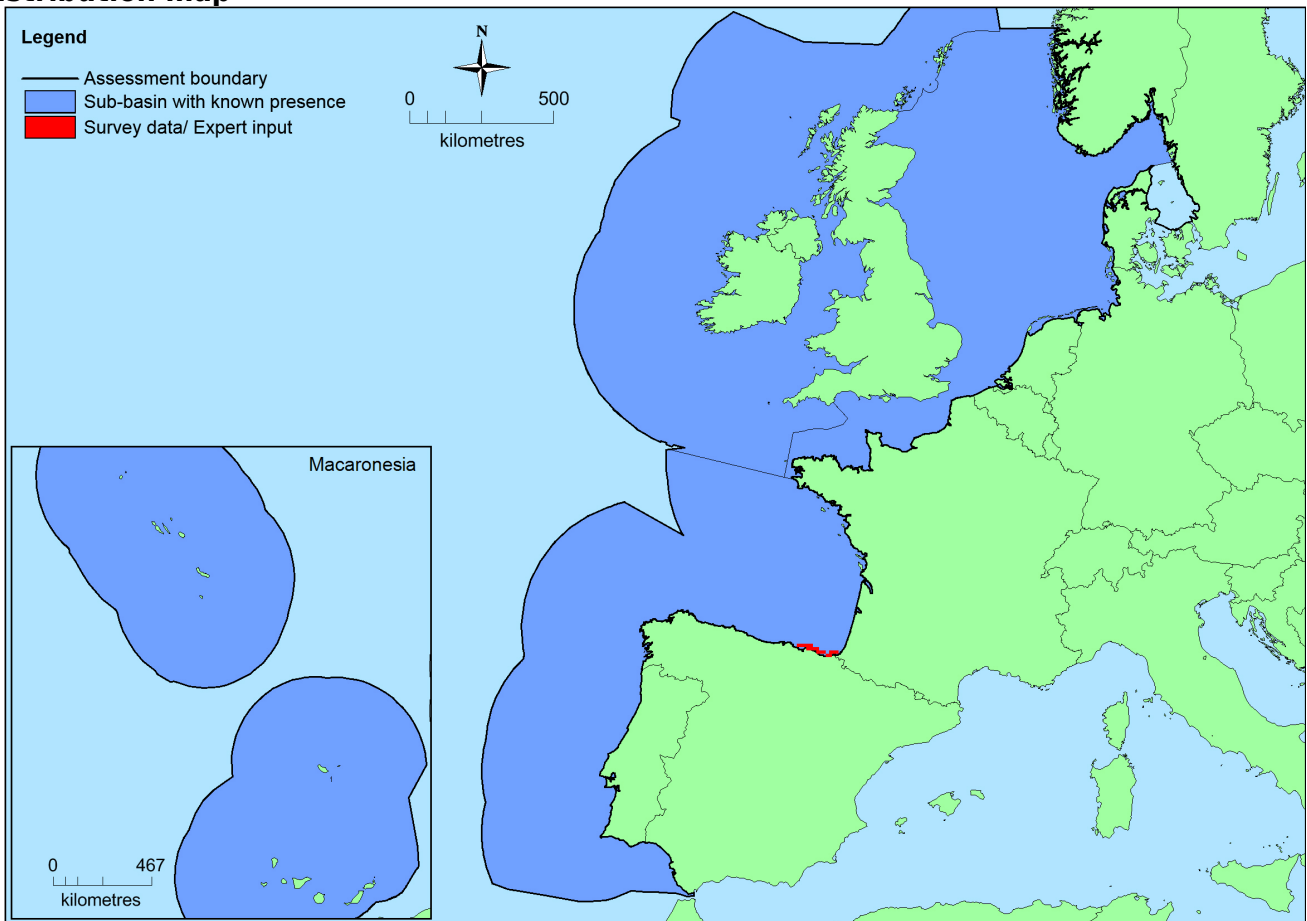 Legend
Assessment boundary
Sub-basin with known presence
Survey data/ Expert input
N
0 500
kilometres
Macaronesia
0 467
kilometres